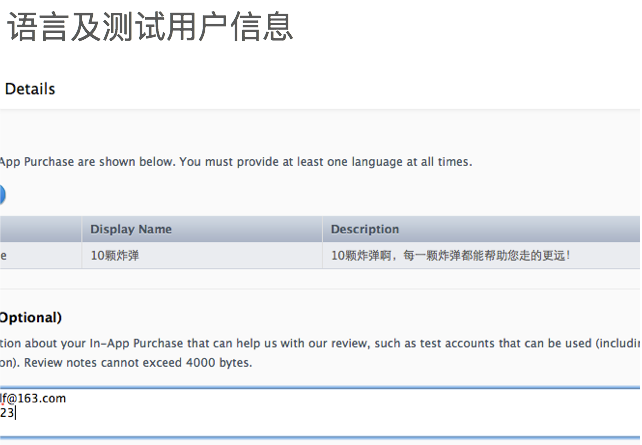 语言及测试用户信息
Details
App Purchase are shown below. You must provide at least one language at all times.
Display Name
Description
e
10颗炸弹
10颗炸弹啊，每一颗炸弹都能帮助您走的更远！
Optional)
tion about your In-App Purchase that can help us with our review, such as test accounts that can be used (includin
on). Review notes cannot exceed 4000 bytes.
lf@163.com
23